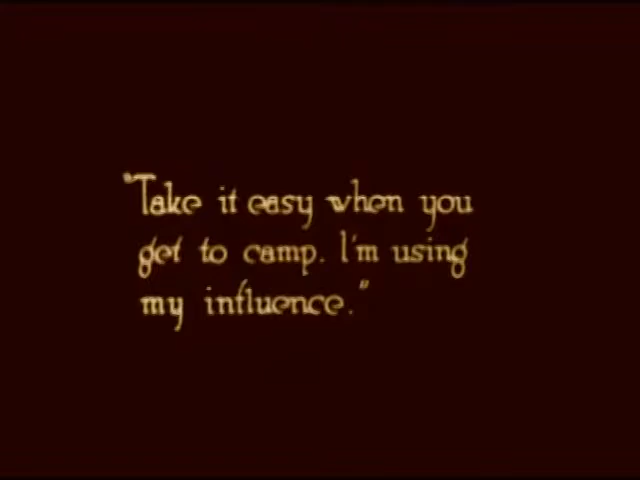 "Take it easy when you
get to camp. I'm using
my influence."